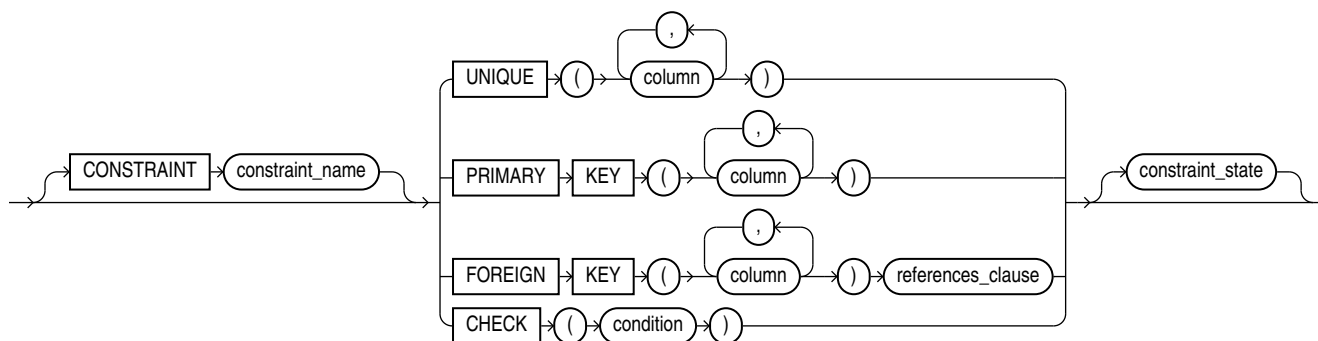 ,
UNIQUE ( column )
,
CONSTRAINT constraint_name PRIMARY KEY ( column ) constraint_state
,
FOREIGN KEY ( column ) references_clause
CHECK ( condition )